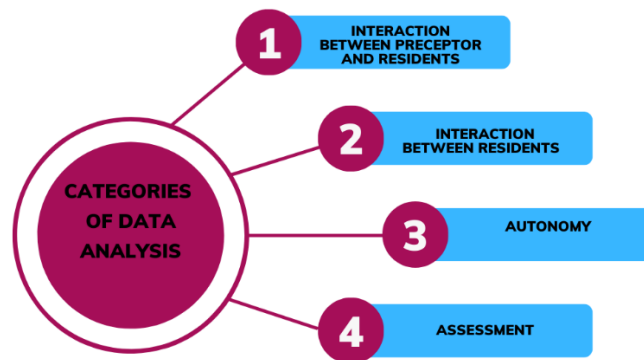 CATEGORIES
OF DATA
ANALYSIS
1
INTERACTION
BETWEEN PRECEPTOR
AND RESIDENTS
2
INTERACTION
BETWEEN RESIDENTS
3
AUTONOMY
4
ASSESSMENT